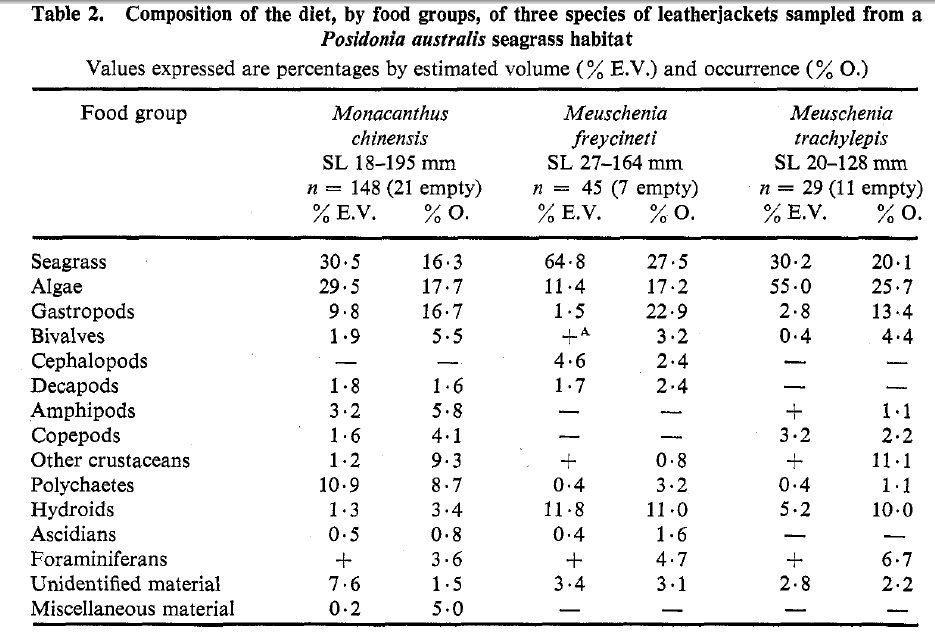 Table 2. Composition of the diet, by food groups, of three species of leatherjackets sampled from a
Posidonia australis seagrass habitat
Values expressed are percentages by estimated volume (% E.V.) and occurrence (% O.)
Food group Monacanthus Meuschenia Meuschenia
chinensis freycineti trachylepis
SL 18–195 mm SL 27–164 mm SL 20–128 mm
n = 148 (21 empty) n = 45 (7 empty) n = 29 (11 empty)
% E.V. % O. % E.V. % O. % E.V. % O.
Seagrass 30·5 16·3 64·8 27·5 30·2 20·1
Algae 29·5 17·7 11·4 17·2 55·0 25·7
Gastropods 9·8 16·7 1·5 22·9 2·8 13·4
Bivalves 1·9 5·5 +ᴬ 3·2 0·4 4·4
Cephalopods — — 4·6 2·4 — —
Decapods 1·8 1·6 1·7 2·4 — —
Amphipods 3·2 5·8 — — + 1·1
Copepods 1·6 4·1 — — 3·2 2·2
Other crustaceans 1·2 9·3 + 0·8 + 11·1
Polychaetes 10·9 8·7 0·4 3·2 0·4 1·1
Hydroids 1·3 3·4 11·8 11·0 5·2 10·0
Ascidians 0·5 0·8 0·4 1·6 — —
Foraminiferans + 3·6 + 4·7 + 6·7
Unidentified material 7·6 1·5 3·4 3·1 2·8 2·2
Miscellaneous material 0·2 5·0 — — — —